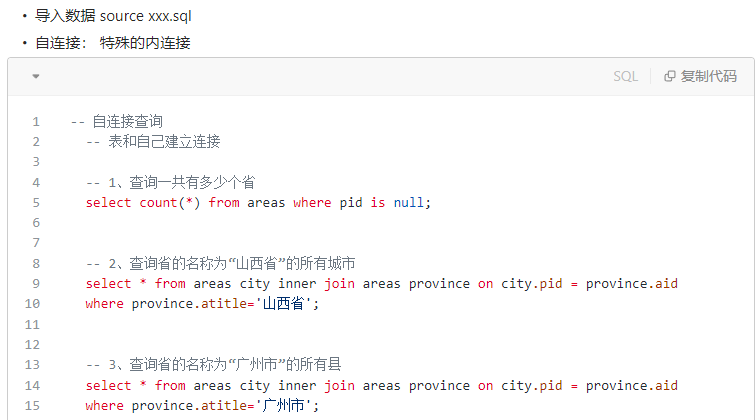 • 导入数据 source xxx.sql
• 自连接： 特殊的内连接
SQL 复制代码
1 -- 自连接查询
2 -- 表和自己建立连接
3
4 -- 1、查询一共有多少个省
5 select count(*) from areas where pid is null;
6
7
8 -- 2、查询省的名称为“山西省”的所有城市
9 select * from areas city inner join areas province on city.pid = province.aid
10 where province.atitle='山西省';
11
12
13 -- 3、查询省的名称为“广州市”的所有县
14 select * from areas city inner join areas province on city.pid = province.aid
15 where province.atitle='广州市';